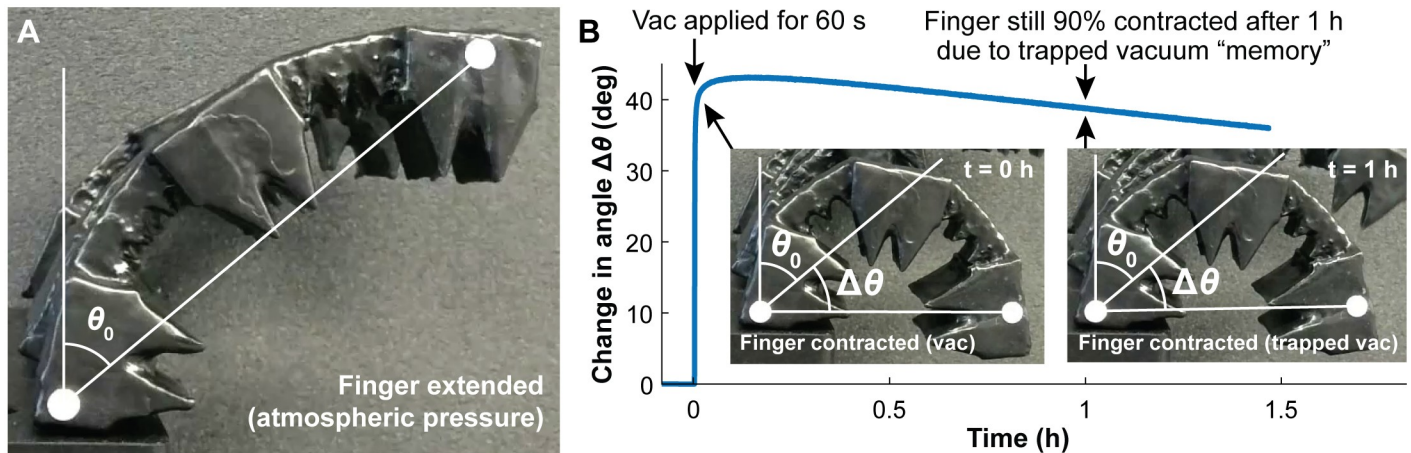 A
θ₀
Finger extended
(atmospheric pressure)
B
Vac applied for 60 s
Finger still 90% contracted after 1 h
due to trapped vacuum “memory”
Change in angle Δθ (deg)
40
30
20
10
0
t = 0 h
θ₀
Δθ
Finger contracted (vac)
t = 1 h
θ₀
Δθ
Finger contracted (trapped vac)
0
0.5
1
1.5
Time (h)